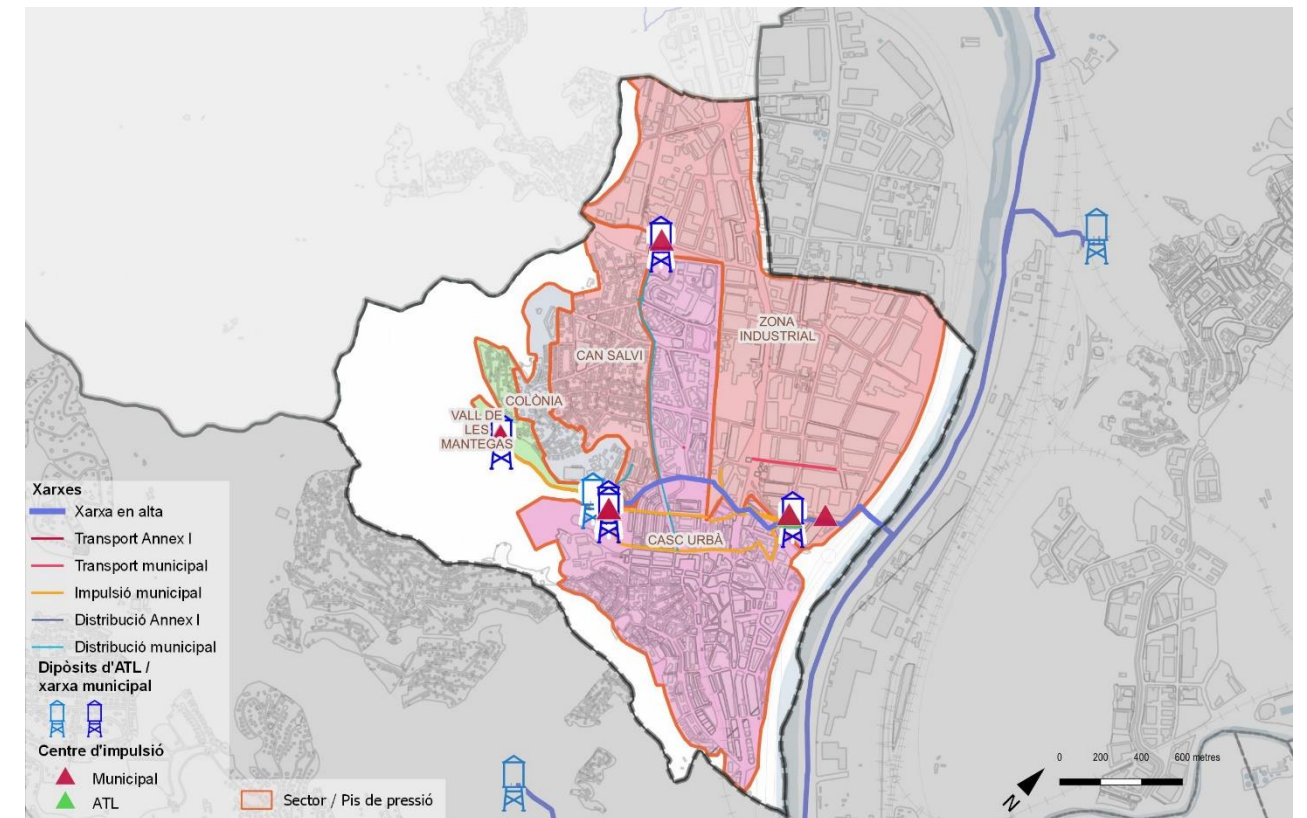 ZONA
INDUSTRIAL
CAN SALVI
COLÒNIA
VALL DE
LES
MANTEGAS
CASC URBÀ
Xarxes
Xarxa en alta
Transport Annex I
Transport municipal
Impulsió municipal
Distribució Annex I
Distribució municipal
Dipòsits d'ATL /
xarxa municipal
Centre d'impulsió
Municipal
ATL
Sector / Pis de pressió
0 200 400 600 metres
N